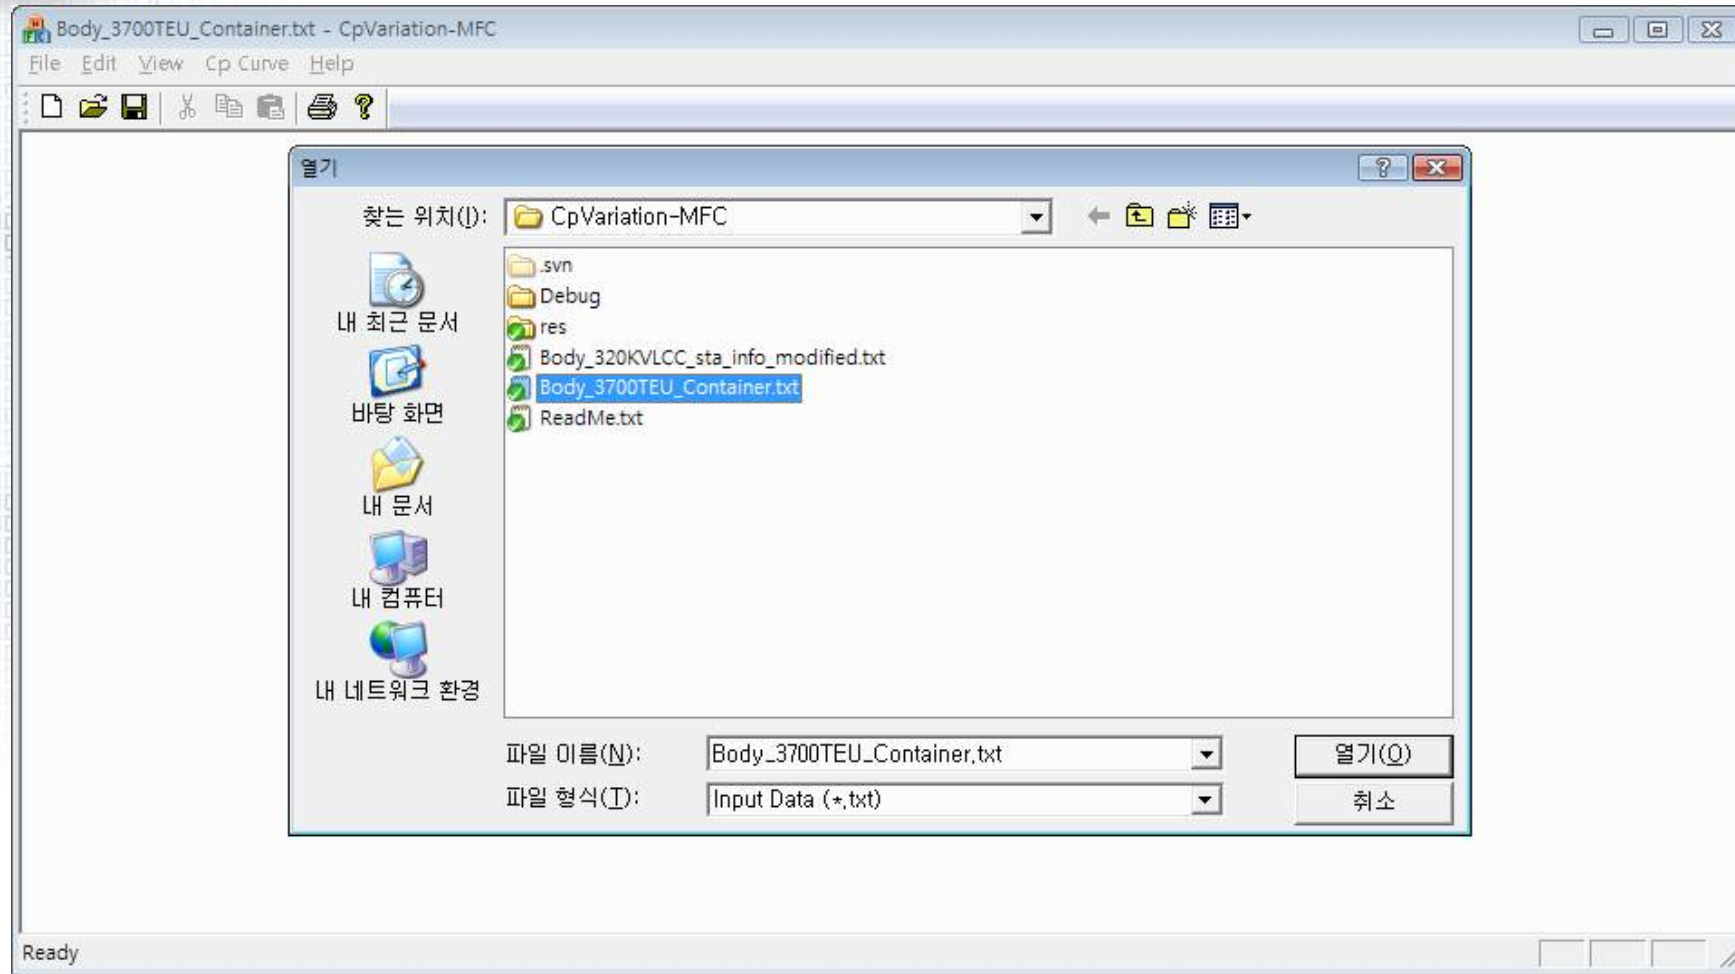 Body_3700TEU_Container.txt - CpVariation-MFC
File Edit View Cp Curve Help
열기
찾는 위치(I): CpVariation-MFC
.svn
Debug
res
Body_320KVLCC_sta_info_modified.txt
Body_3700TEU_Container.txt
ReadMe.txt
내 최근 문서
바탕 화면
내 문서
내 컴퓨터
내 네트워크 환경
파일 이름(N): Body_3700TEU_Container.txt 열기(O)
파일 형식(T): Input Data (*.txt) 취소
Ready